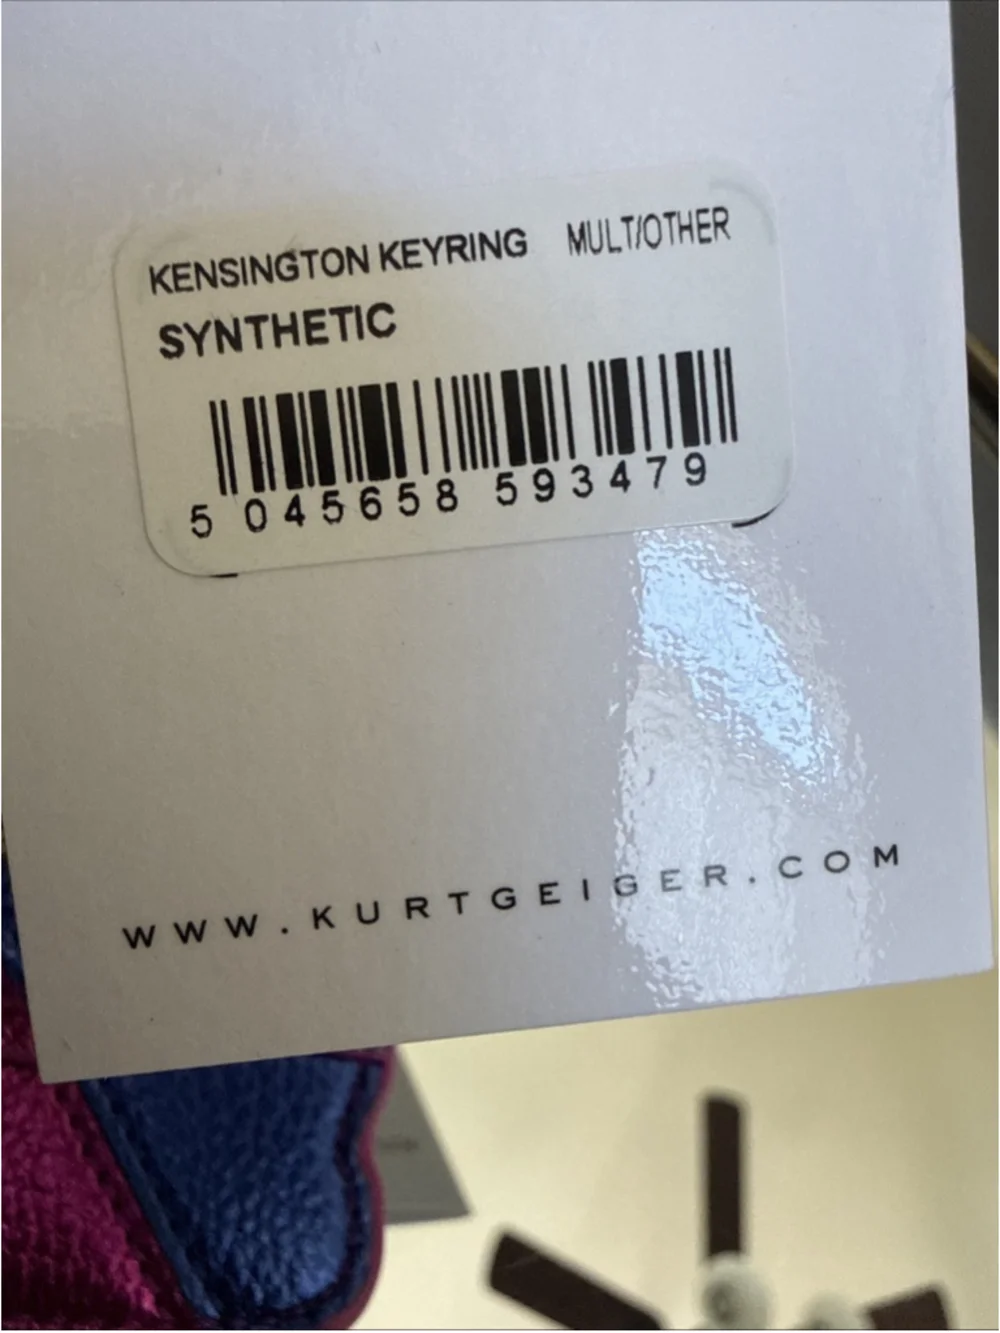 KENSINGTON KEYRING MULT/OTHER
SYNTHETIC
5 045658 593479
WWW.KURTGEIGER.COM